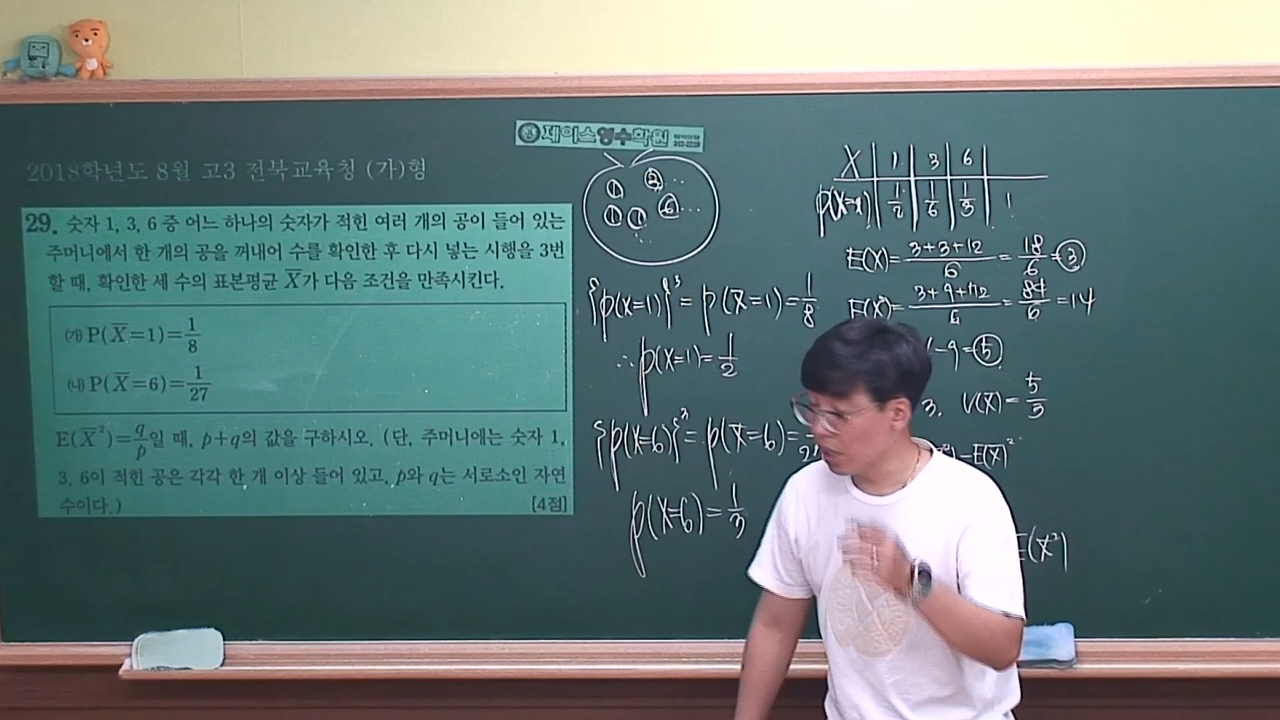 제이스영수학원
2018학년도 8월 고3 전북교육청 (가)형
29. 숫자 1, 3, 6 중 어느 하나의 숫자가 적힌 여러 개의 공이 들어 있는
주머니에서 한 개의 공을 꺼내어 수를 확인한 후 다시 넣는 시행을 3번
할 때, 확인한 세 수의 표본평균 X̄가 다음 조건을 만족시킨다.
(가) P(X̄=1)=1/8
(나) P(X̄=6)=1/27
E(X̄²)=q/p일 때, p+q의 값을 구하시오. (단, 주머니에는 숫자 1,
3, 6이 적힌 공은 각각 한 개 이상 들어 있고, p와 q는 서로소인 자연
수이다.) [4점]
① ② ‥
① ① ⑥ …
{P(X=1)}³ = P(X̄=1) = 1/8
∴ P(X=1) = 1/2
{P(X=6)}³ = P(X̄=6) =
P(X=6) = 1/3
X 1 3 6
P(X=x) 1/2 1/6 1/3 1
E(X) = (3+3+12)/6 = 18/6 = ③
E(X²) = (3+9+72)/6 = 84/6 = 14
-9 = ⑤
3. V(X̄) = 5/3
- E(X̄)²
E(X̄²)